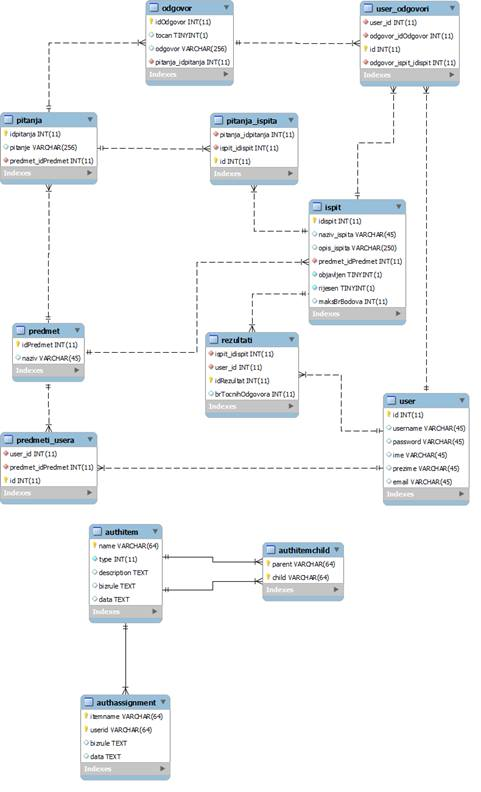 odgovor
idOdgovor INT(11)
tocan TINYINT(1)
odgovor VARCHAR(256)
pitanja_idpitanja INT(11)
Indexes
user_odgovori
user_id INT(11)
odgovor_idOdgovor INT(11)
id INT(11)
odgovor_ispit_idispit INT(11)
Indexes
pitanja
idpitanja INT(11)
pitanje VARCHAR(256)
predmet_idPredmet INT(11)
Indexes
pitanja_ispita
pitanja_idpitanja INT(11)
ispit_idispit INT(11)
id INT(11)
Indexes
ispit
idispit INT(11)
naziv_ispita VARCHAR(45)
opis_ispita VARCHAR(250)
predmet_idPredmet INT(11)
objavljen TINYINT(1)
rijesen TINYINT(1)
maksBrBodova INT(11)
Indexes
predmet
idPredmet INT(11)
naziv VARCHAR(45)
Indexes
rezultati
ispit_idispit INT(11)
user_id INT(11)
idRezultat INT(11)
brTocnihOdgovora INT(11)
Indexes
user
id INT(11)
username VARCHAR(45)
password VARCHAR(45)
ime VARCHAR(45)
prezime VARCHAR(45)
email VARCHAR(45)
Indexes
predmeti_usera
user_id INT(11)
predmet_idPredmet INT(11)
id INT(11)
Indexes
authitem
name VARCHAR(64)
type INT(11)
description TEXT
bizrule TEXT
data TEXT
Indexes
authitemchild
parent VARCHAR(64)
child VARCHAR(64)
Indexes
authassignment
itemname VARCHAR(64)
userid VARCHAR(64)
bizrule TEXT
data TEXT
Indexes